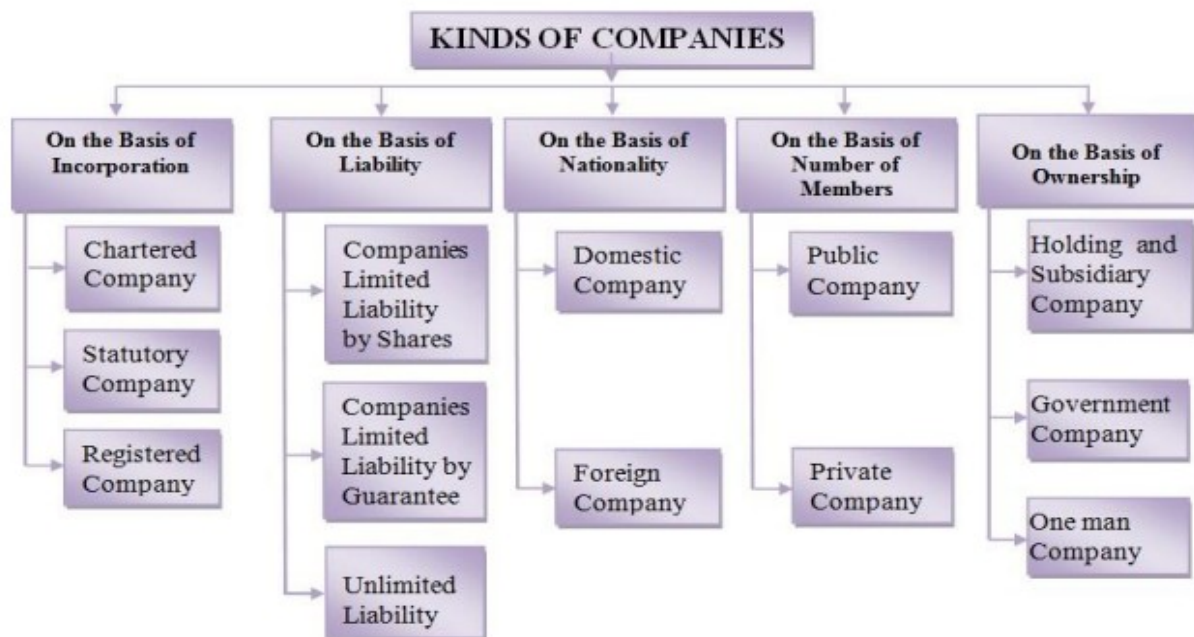 KINDS OF COMPANIES
On the Basis of
Incorporation
Chartered
Company
Statutory
Company
Registered
Company
On the Basis of
Liability
Companies
Limited
Liability
by Shares
Companies
Limited
Liability by
Guarantee
Unlimited
Liability
On the Basis of
Nationality
Domestic
Company
Foreign
Company
On the Basis of
Number of
Members
Public
Company
Private
Company
On the Basis of
Ownership
Holding and
Subsidiary
Company
Government
Company
One man
Company